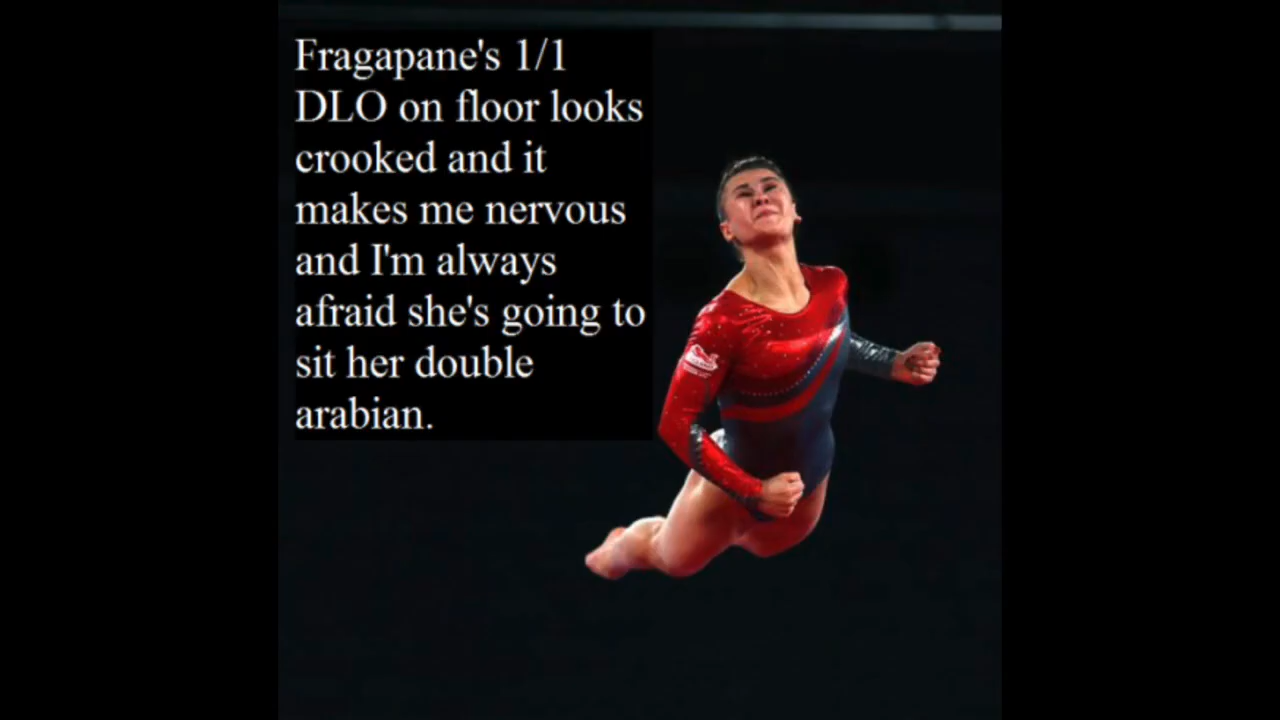 Fragapane's 1/1
DLO on floor looks
crooked and it
makes me nervous
and I'm always
afraid she's going to
sit her double
arabian.